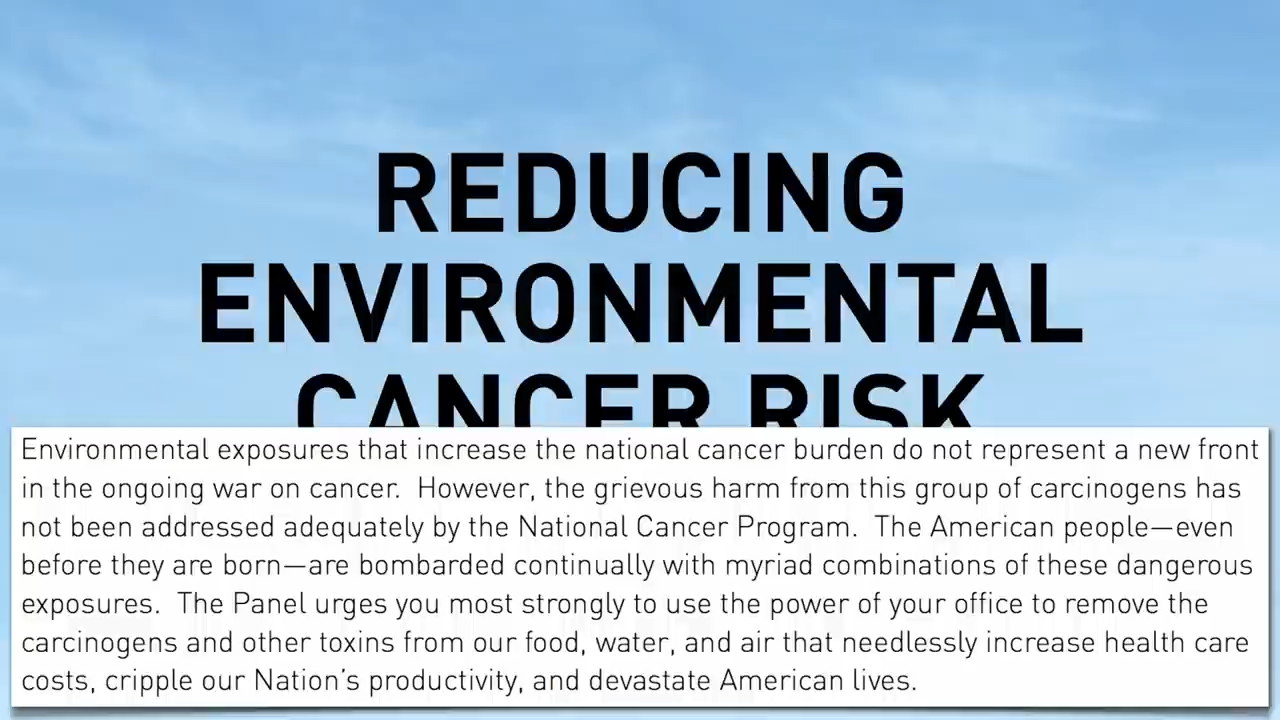 REDUCING
ENVIRONMENTAL
CANCER RISK
Environmental exposures that increase the national cancer burden do not represent a new front
in the ongoing war on cancer.  However, the grievous harm from this group of carcinogens has
not been addressed adequately by the National Cancer Program.  The American people—even
before they are born—are bombarded continually with myriad combinations of these dangerous
exposures.  The Panel urges you most strongly to use the power of your office to remove the
carcinogens and other toxins from our food, water, and air that needlessly increase health care
costs, cripple our Nation’s productivity, and devastate American lives.